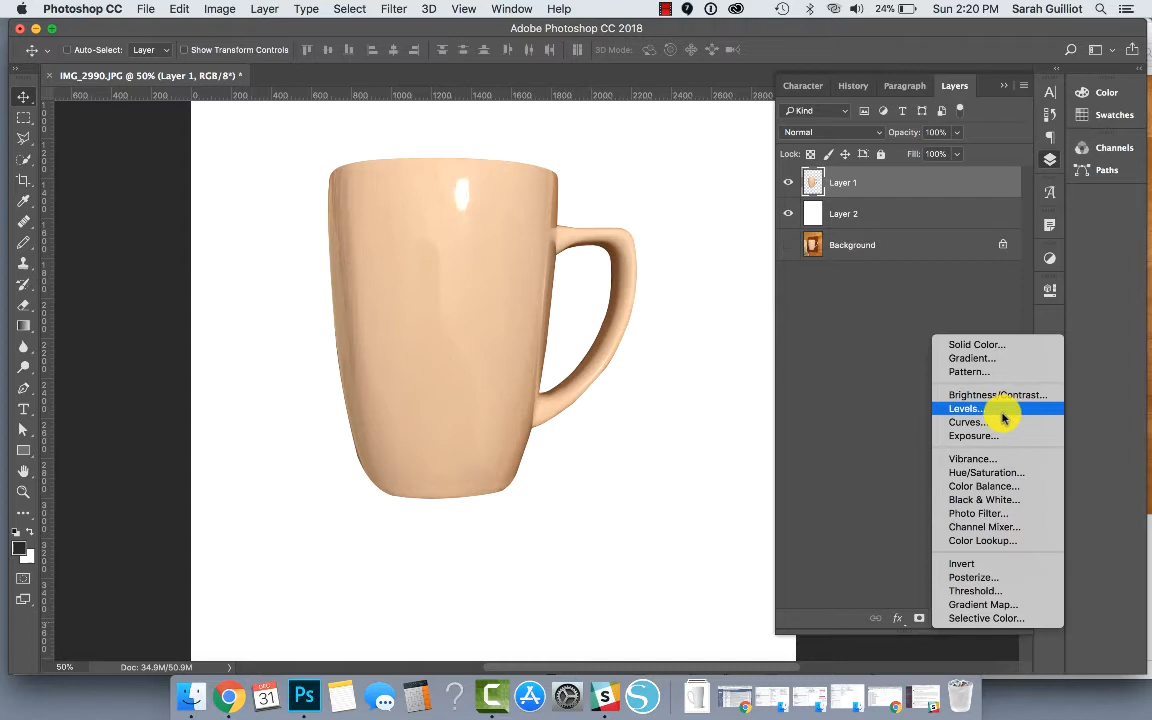 Photoshop CC File Edit Image Layer Type Select Filter 3D View Window Help 24% Sun 2:20 PM Sarah Guilliot
Adobe Photoshop CC 2018
Auto-Select: Layer Show Transform Controls 3D Mode:
IMG_2990.JPG @ 50% (Layer 1, RGB/8*) *
600 400 200 0 200 400 600 800 1000 1200 1400 1600 1800 2000 2200 2400 2600 2800
Character History Paragraph Layers
Color
Swatches
Channels
Paths
Kind
Normal Opacity: 100%
Lock: Fill: 100%
Layer 1
Layer 2
Background
Solid Color...
Gradient...
Pattern...
Brightness/Contrast...
Levels...
Curves...
Exposure...
Vibrance...
Hue/Saturation...
Color Balance...
Black & White...
Photo Filter...
Channel Mixer...
Color Lookup...
Invert
Posterize...
Threshold...
Gradient Map...
Selective Color...
fx
50% Doc: 34.9M/50.9M
DEC
31
Ps